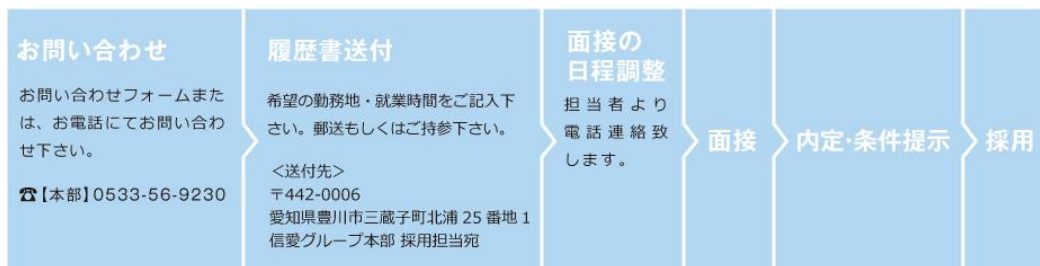 お問い合わせ
お問い合わせフォームまた
は、お電話にてお問い合わ
せ下さい。
☎【本部】0533-56-9230
履歴書送付
希望の勤務地・就業時間をご記入下
さい。郵送もしくはご持参下さい。
＜送付先＞
〒442-0006
愛知県豊川市三蔵子町北浦 25 番地 1
信愛グループ本部 採用担当宛
面接の
日程調整
担当者より
電話連絡致
します。
面接
内定・条件提示
採用